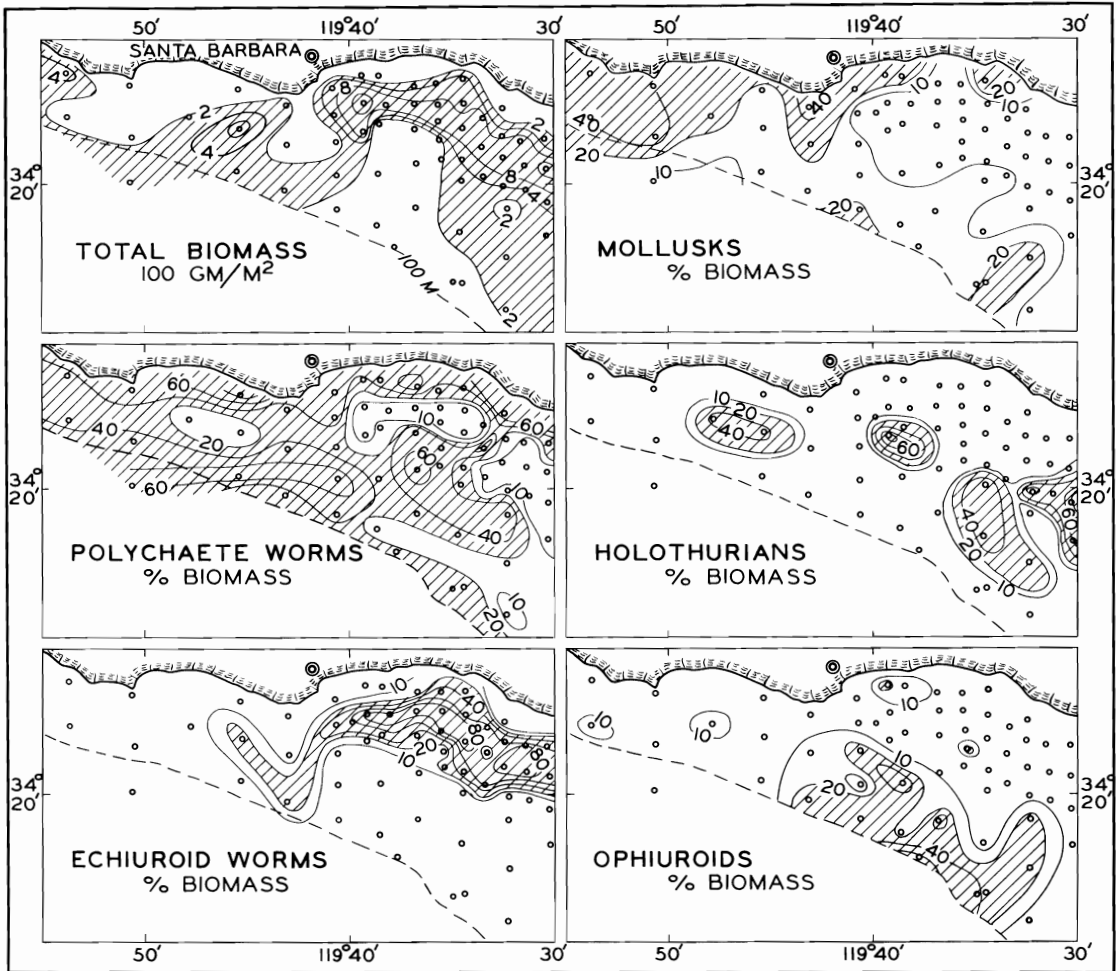 50' 119°40' 30' 50' 119°40' 30'
SANTA BARBARA
4 8 2 4 2 8 4 2 2
34°
20'
TOTAL BIOMASS
100 GM/M²
100 M
40 20 10 40 10 20 10 20 20
34°
20'
MOLLUSKS
% BIOMASS
60 40 20 60 10 60 60 10 40 10 20
34°
20'
POLYCHAETE WORMS
% BIOMASS
10 20 40 60 40 20 10 60
34°
20'
HOLOTHURIANS
% BIOMASS
10 40 20 80 10
34°
20'
ECHIUROID WORMS
% BIOMASS
10 10 10 10 20 40
34°
20'
OPHIUROIDS
% BIOMASS
50' 119°40' 30' 50' 119°40' 30'